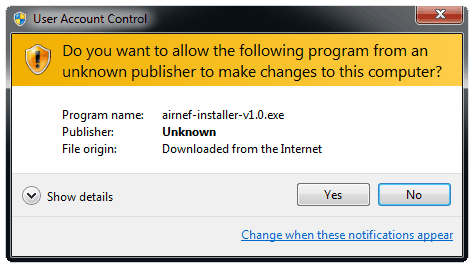 User Account Control
Do you want to allow the following program from an
unknown publisher to make changes to this computer?
Program name: airnef-installer-v1.0.exe
Publisher: Unknown
File origin: Downloaded from the Internet
Show details
Yes
No
Change when these notifications appear